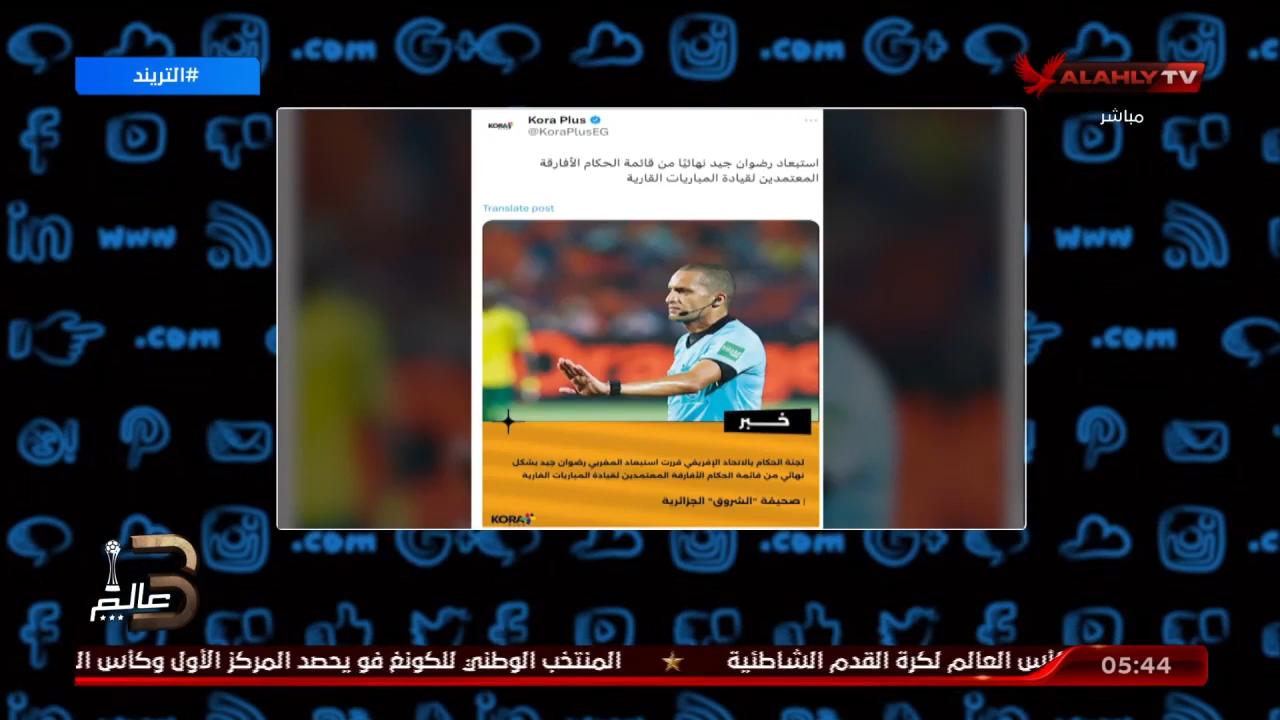 #التريند
ALAHLY TV
مباشر
KORA
Kora Plus
@KoraPlusEG
استبعاد رضوان جيد نهائيًا من قائمة الحكام الأفارقة
المعتمدين لقيادة المباريات القارية
Translate post
خبر
لجنة الحكام بالاتحاد الإفريقي قررت استبعاد المغربي رضوان جيد بشكل
نهائي من قائمة الحكام الأفارقة المعتمدين لقيادة المباريات القارية
| صحيفة "الشروق" الجزائرية
KORA
عالم 3
كأس العالم لكرة القدم الشاطئية ★ المنتخب الوطني للكونغ فو يحصد المركز الأول وكأس ال
05:44